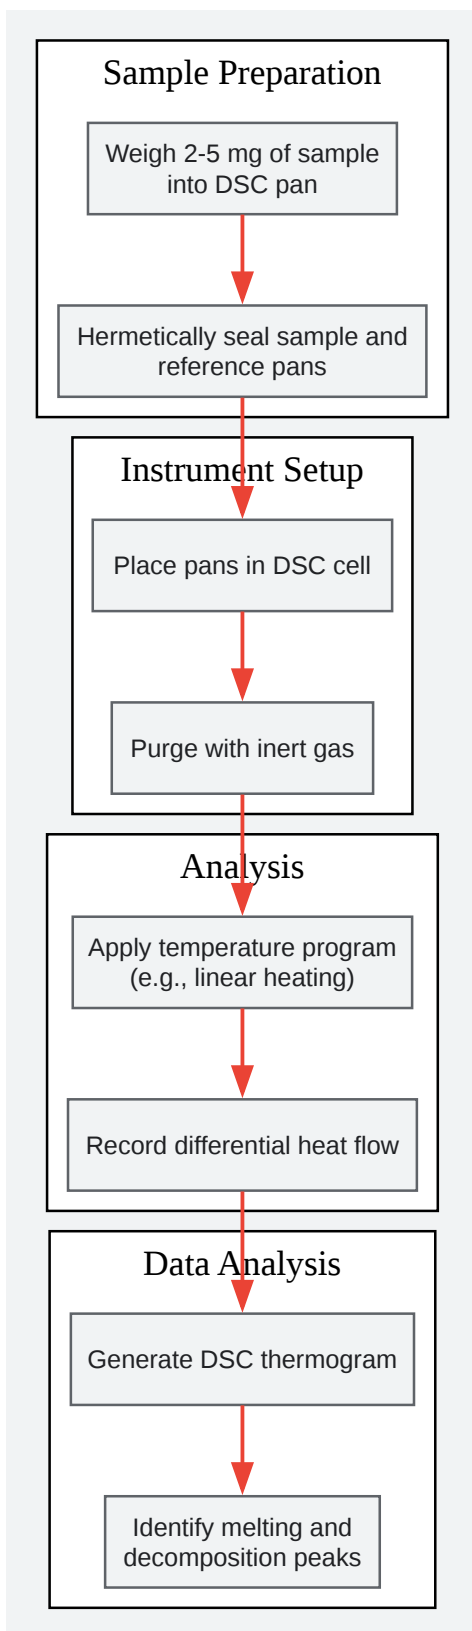 Sample Preparation
Weigh 2-5 mg of sample
into DSC pan
Hermetically seal sample and
reference pans
Instrument Setup
Place pans in DSC cell
Purge with inert gas
Analysis
Apply temperature program
(e.g., linear heating)
Record differential heat flow
Data Analysis
Generate DSC thermogram
Identify melting and
decomposition peaks